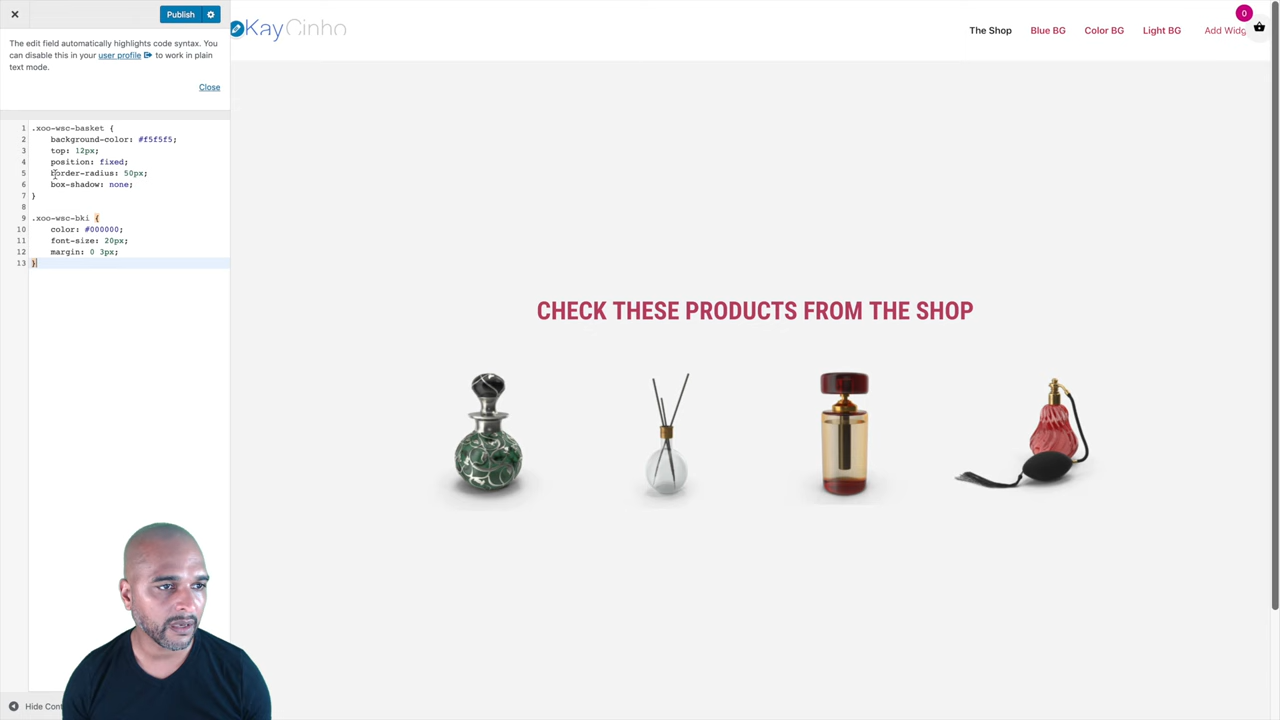 Publish
The edit field automatically highlights code syntax. You
can disable this in your user profile to work in plain
text mode.
Close
1 .xoo-wsc-basket {
2 background-color: #f5f5f5;
3 top: 12px;
4 position: fixed;
5 border-radius: 50px;
6 box-shadow: none;
7 }
8
9 .xoo-wsc-bki {
10 color: #000000;
11 font-size: 20px;
12 margin: 0 3px;
13 }
Hide Cont
KayCinho
The Shop
Blue BG
Color BG
Light BG
Add Widg
0
CHECK THESE PRODUCTS FROM THE SHOP